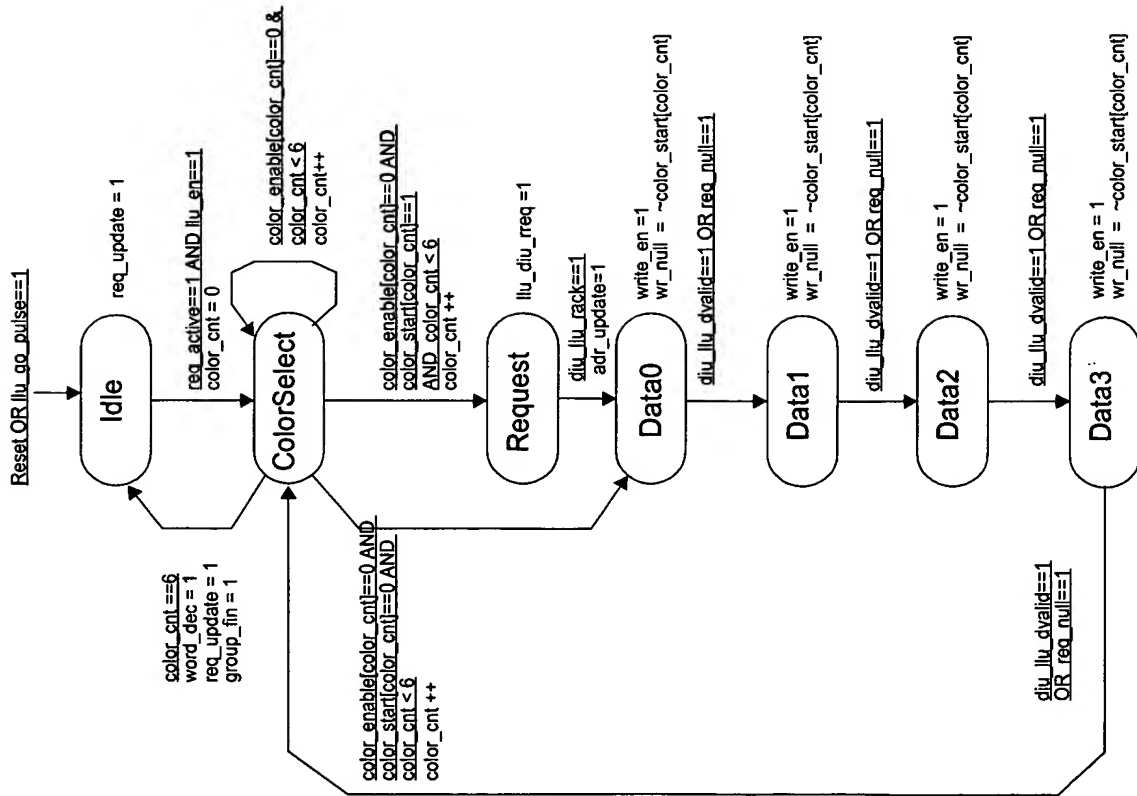 Reset OR llu_go_pulse==1
Idle
req_update = 1
color_cnt ==6
word_dec = 1
req_update = 1
group_fin = 1
req_active==1 AND llu_en==1
color_cnt = 0
ColorSelect
color_enable[color_cnt]==0 &
color_cnt < 6
color_cnt++
color_enable[color_cnt]==0 AND
color_start[color_cnt]==0 AND
color_cnt < 6
color_cnt ++
color_enable[color_cnt]==0 AND
color_start[color_cnt]==1
AND color_cnt < 6
color_cnt ++
Request
llu_diu_rreq =1
diu_llu_rack==1
adr_update=1
Data0
write_en =1
wr_null = ~color_start[color_cnt]
diu_llu_dvalid==1 OR req_null==1
Data1
write_en = 1
wr_null = ~color_start[color_cnt]
diu_llu_dvalid==1 OR req_null==1
Data2
write_en = 1
wr_null = ~color_start[color_cnt]
diu_llu_dvalid==1 OR req_null==1
Data3
write_en = 1
wr_null = ~color_start[color_cnt]
diu_llu_dvalid==1
OR req_null==1